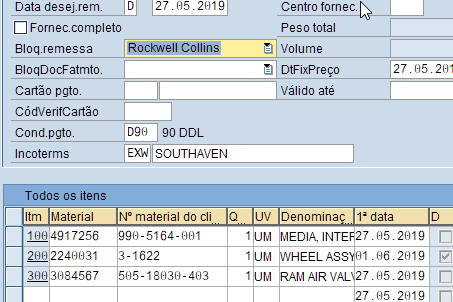 Data desej.rem. D 27.05.2019 Centro fornec.
Fornec.completo Peso total
Bloq.remessa Rockwell Collins Volume
BloqDocFatmto. DtFixPreço 27.05.201
Cartão pgto. Válido até
CódVerifCartão
Cond.pgto. D90 90 DDL
Incoterms EXW SOUTHAVEN
Todos os itens
Itm Material Nº material do cli... Q... UV Denominaç... 1ª data D
100 4917256 990-5164-001 1 UM MEDIA, INTER 27.05.2019
200 2240031 3-1622 1 UM WHEEL ASSY 01.06.2019
300 3084567 505-18030-403 1 UM RAM AIR VALV 27.05.2019
27.05.2019